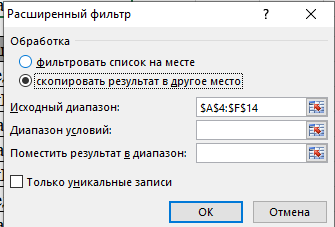 Расширенный фильтр
Обработка
фильтровать список на месте
скопировать результат в другое место
Исходный диапазон: $A$4:$F$14
Диапазон условий:
Поместить результат в диапазон:
Только уникальные записи
ОК Отмена